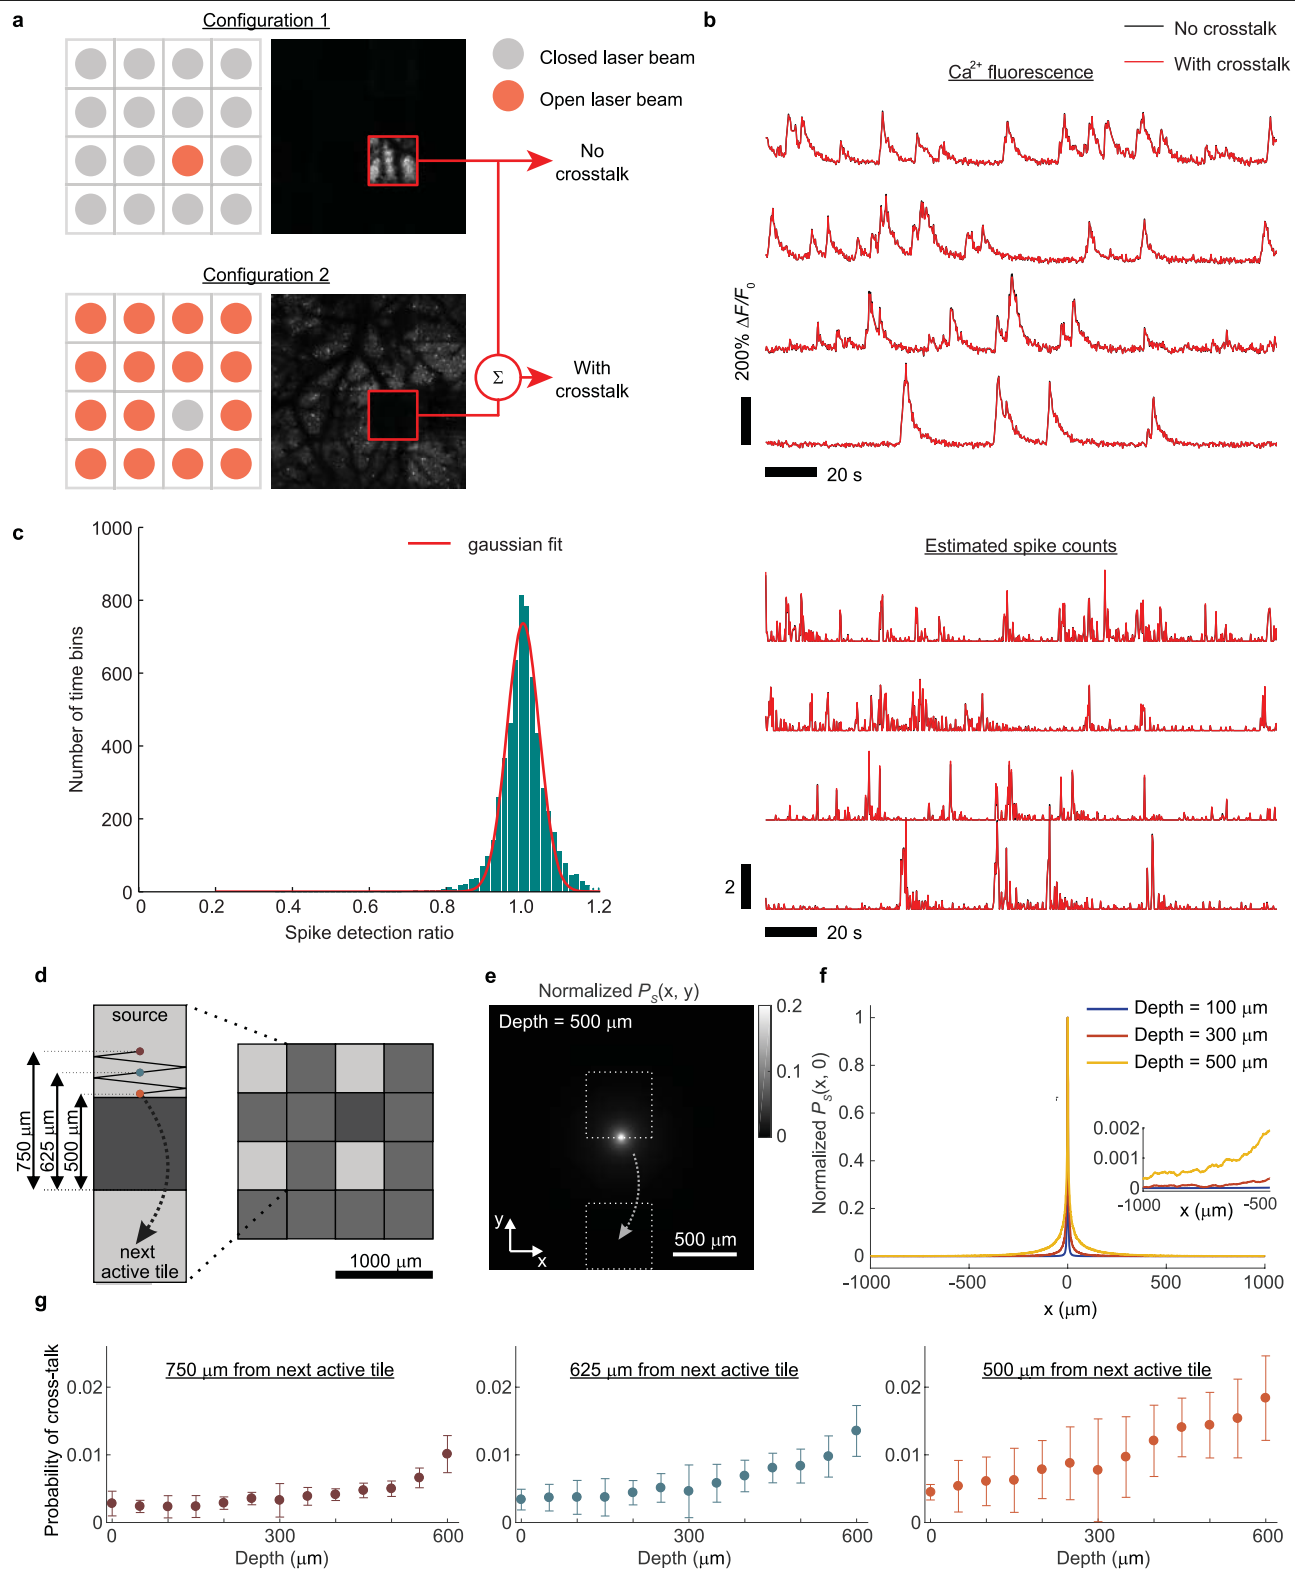 a
Configuration 1
Closed laser beam
Open laser beam
No
crosstalk
Configuration 2
Σ
With
crosstalk
b
No crosstalk
With crosstalk
Ca2+ fluorescence
200% ΔF/F0
20 s
Estimated spike counts
2
20 s
c
gaussian fit
Number of time bins
1000
800
600
400
200
0
0
0.2
0.4
0.6
0.8
1.0
1.2
Spike detection ratio
d
source
750 μm
625 μm
500 μm
next
active tile
1000 μm
e
Normalized PS(x, y)
Depth = 500 μm
0.2
0.1
0
y
x
500 μm
f
Depth = 100 μm
Depth = 300 μm
Depth = 500 μm
Normalized PS(x, 0)
1
0.8
0.6
0.4
0.2
0
-1000
-500
0
500
1000
x (μm)
0.002
0.001
0
-1000
-500
x (μm)
g
Probability of cross-talk
750 μm from next active tile
0.02
0.01
0
0
300
600
Depth (μm)
625 μm from next active tile
0.02
0.01
0
0
300
600
Depth (μm)
500 μm from next active tile
0.02
0.01
0
0
300
600
Depth (μm)